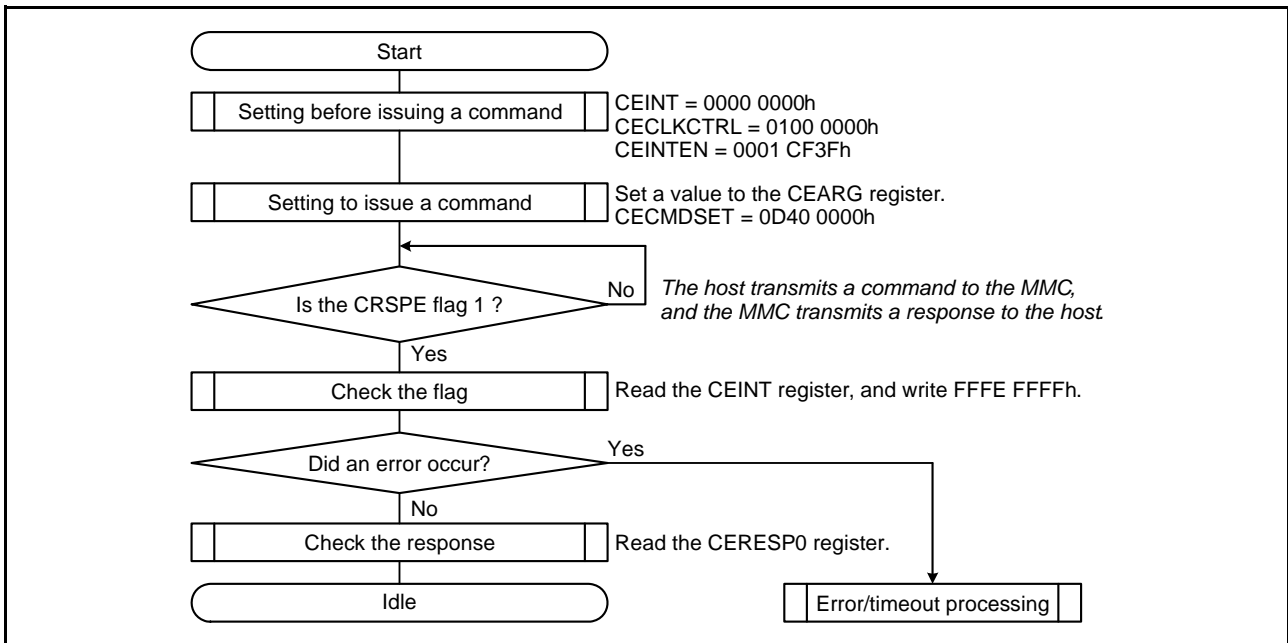 Start
Setting before issuing a command
CEINT = 0000 0000h
CECLKCTRL = 0100 0000h
CEINTEN = 0001 CF3Fh
Setting to issue a command
Set a value to the CEARG register.
CECMDSET = 0D40 0000h
Is the CRSPE flag 1 ?
No
The host transmits a command to the MMC,
and the MMC transmits a response to the host.
Yes
Check the flag
Read the CEINT register, and write FFFE FFFFh.
Did an error occur?
Yes
No
Check the response
Read the CERESP0 register.
Idle
Error/timeout processing